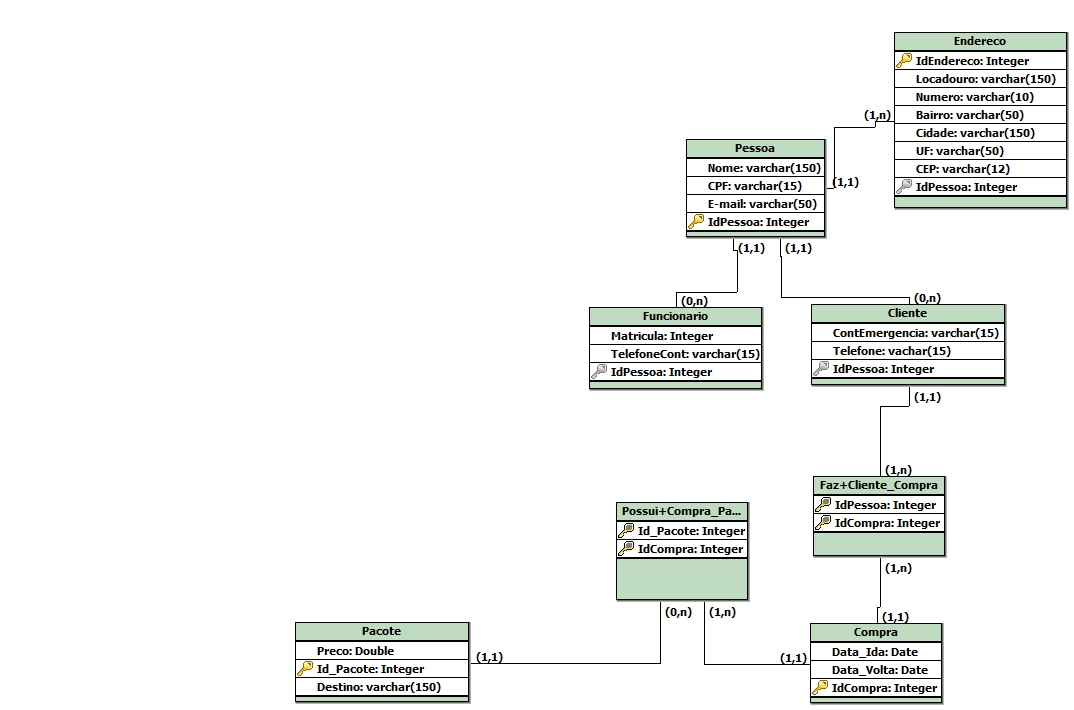 Endereco
IdEndereco: Integer
Locadouro: varchar(150)
Numero: varchar(10)
Bairro: varchar(50)
Cidade: varchar(150)
UF: varchar(50)
CEP: varchar(12)
IdPessoa: Integer
(1,n)
(1,1)
Pessoa
Nome: varchar(150)
CPF: varchar(15)
E-mail: varchar(50)
IdPessoa: Integer
(1,1)
(1,1)
(0,n)
(0,n)
Funcionario
Matricula: Integer
TelefoneCont: varchar(15)
IdPessoa: Integer
Cliente
ContEmergencia: varchar(15)
Telefone: vachar(15)
IdPessoa: Integer
(1,1)
(1,n)
Faz+Cliente_Compra
IdPessoa: Integer
IdCompra: Integer
(1,n)
(1,1)
Possui+Compra_Pa...
Id_Pacote: Integer
IdCompra: Integer
(0,n)
(1,n)
(1,1)
(1,1)
Pacote
Preco: Double
Id_Pacote: Integer
Destino: varchar(150)
Compra
Data_Ida: Date
Data_Volta: Date
IdCompra: Integer